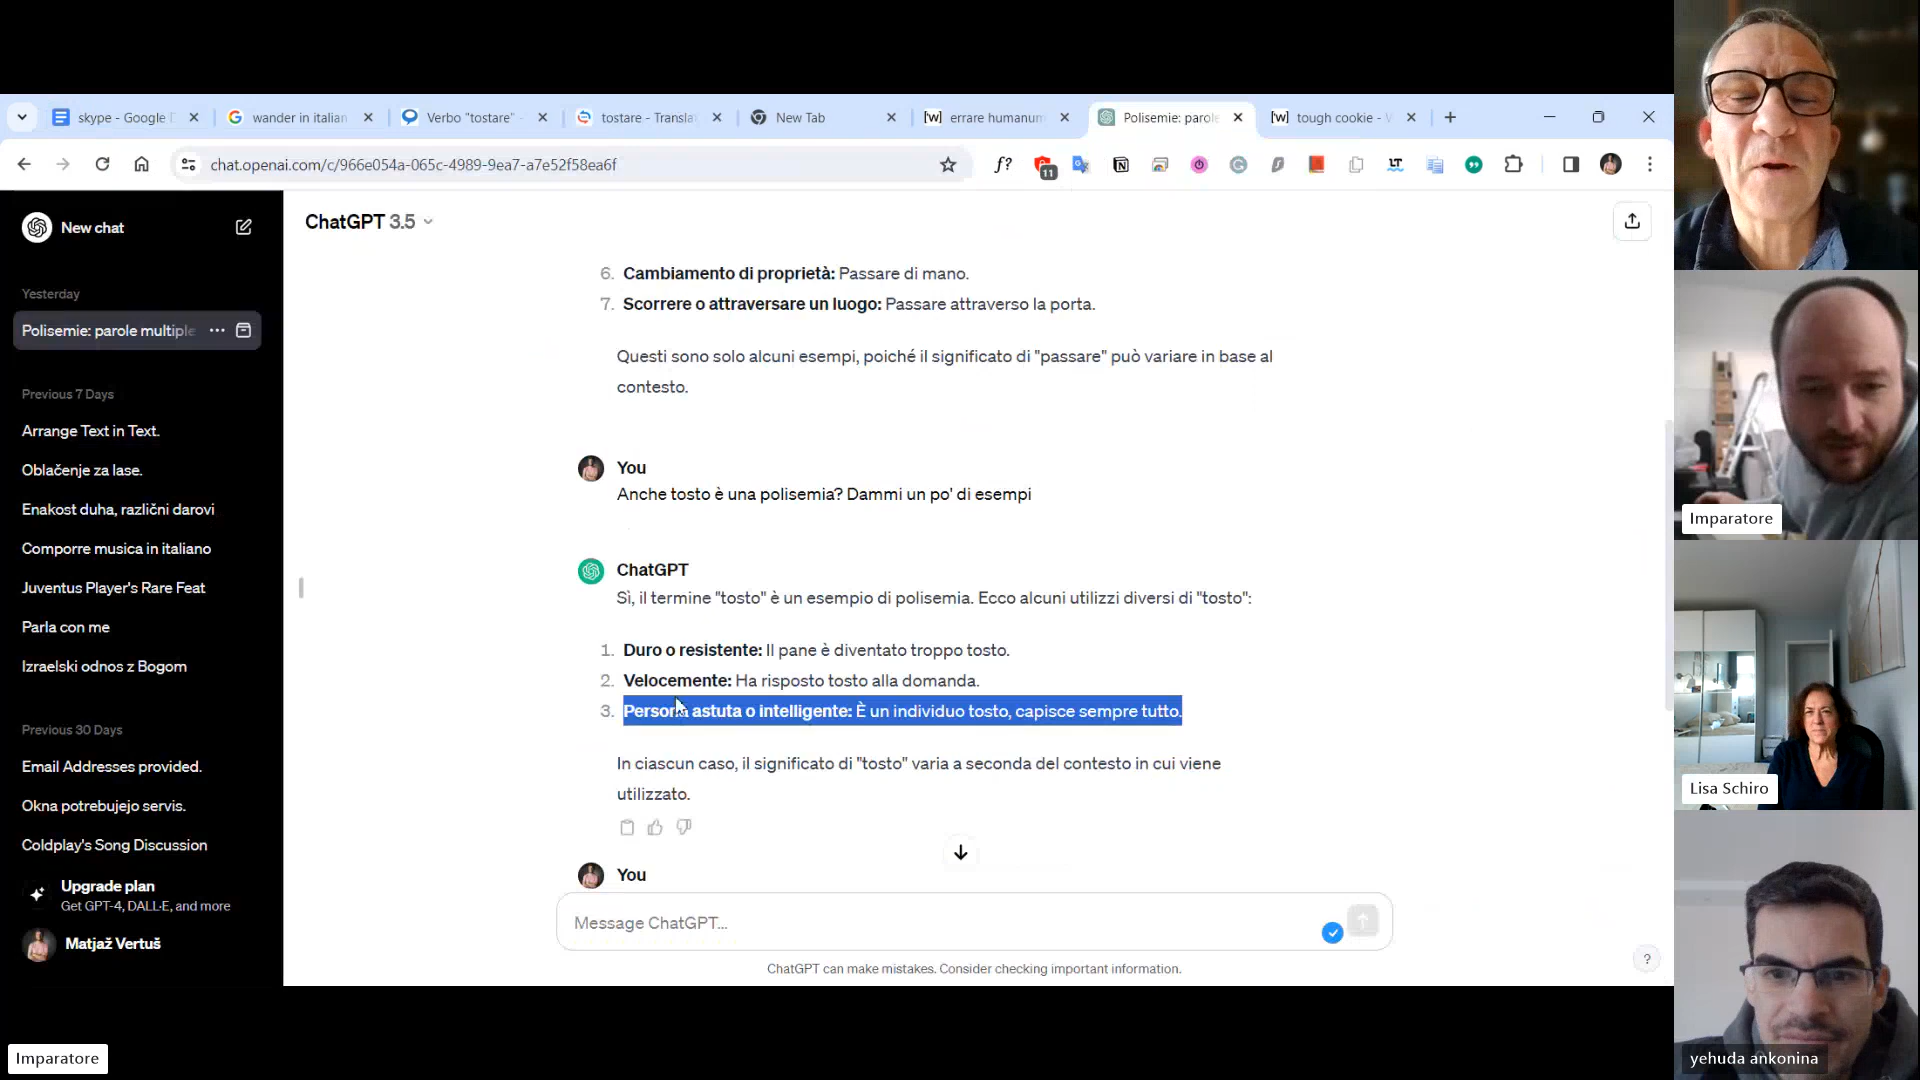 skype - Google D
wander in italian
Verbo "tostare" -
tostare - Transla
New Tab
errare humanum
Polisemie: parole
tough cookie - W
chat.openai.com/c/966e054a-065c-4989-9ea7-a7e52f58ea6f
11
New chat
Yesterday
Polisemie: parole multiple
Previous 7 Days
Arrange Text in Text.
Oblačenje za lase.
Enakost duha, različni darovi
Comporre musica in italiano
Juventus Player's Rare Feat
Parla con me
Izraelski odnos z Bogom
Previous 30 Days
Email Addresses provided.
Okna potrebujejo servis.
Coldplay's Song Discussion
Upgrade plan
Get GPT-4, DALL·E, and more
Matjaž Vertuš
ChatGPT 3.5
6. Cambiamento di proprietà: Passare di mano.
7. Scorrere o attraversare un luogo: Passare attraverso la porta.
Questi sono solo alcuni esempi, poiché il significato di "passare" può variare in base al
contesto.
You
Anche tosto è una polisemia? Dammi un po' di esempi
ChatGPT
Sì, il termine "tosto" è un esempio di polisemia. Ecco alcuni utilizzi diversi di "tosto":
1. Duro o resistente: Il pane è diventato troppo tosto.
2. Velocemente: Ha risposto tosto alla domanda.
3. Persona astuta o intelligente: È un individuo tosto, capisce sempre tutto.
In ciascun caso, il significato di "tosto" varia a seconda del contesto in cui viene
utilizzato.
You
Message ChatGPT...
ChatGPT can make mistakes. Consider checking important information.
?
Imparatore
Imparatore
Lisa Schiro
yehuda ankonina